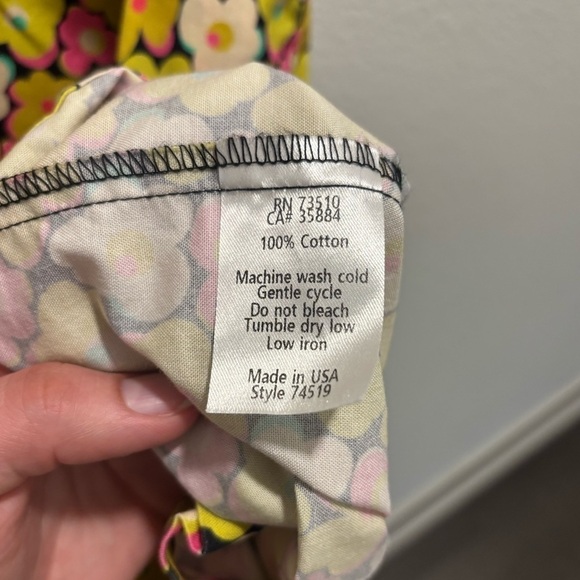 RN 73510
CA# 35884
100% Cotton
Machine wash cold
Gentle cycle
Do not bleach
Tumble dry low
Low iron
Made in USA
Style 74519